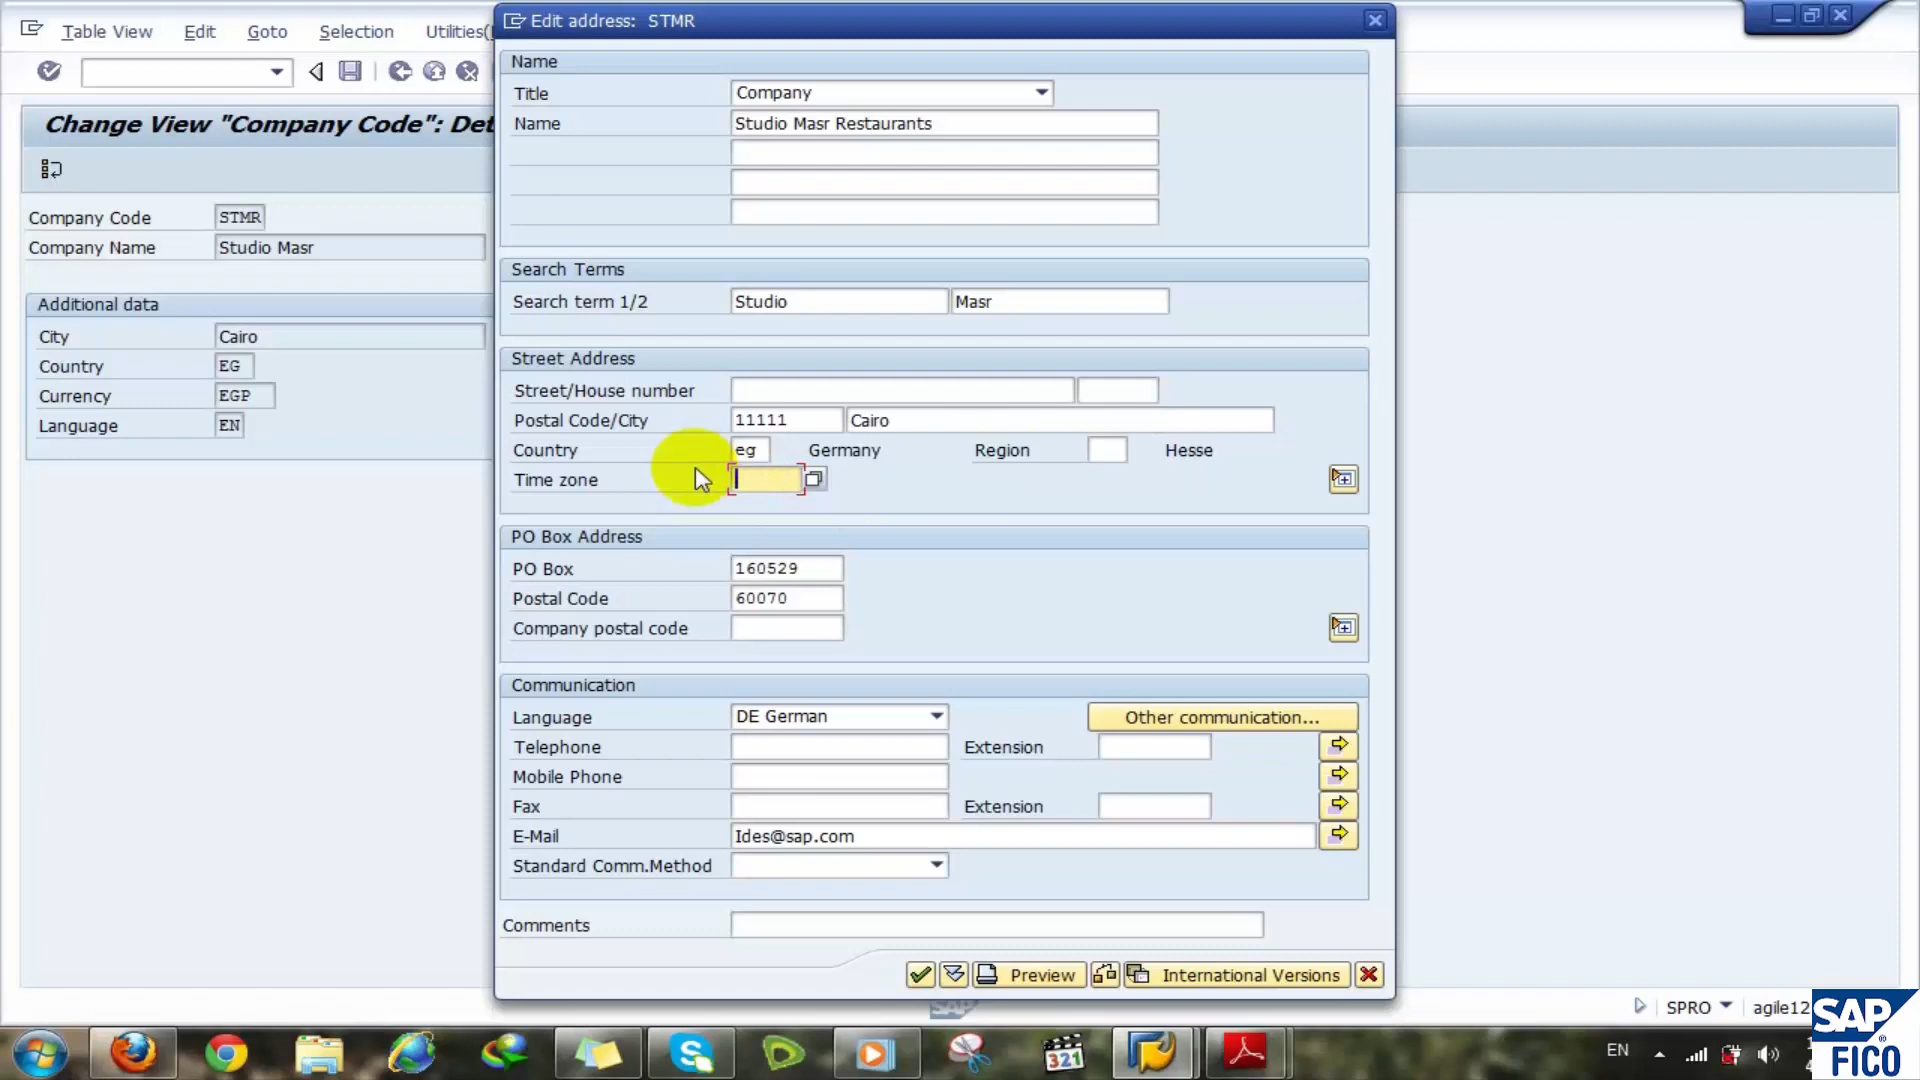 Edit address: STMR
Table View Edit Goto Selection Utilities(
Change View "Company Code": Det
Company Code STMR
Company Name Studio Masr
Additional data
City Cairo
Country EG
Currency EGP
Language EN
Name
Title Company
Name Studio Masr Restaurants
Search Terms
Search term 1/2 Studio Masr
Street Address
Street/House number
Postal Code/City 11111 Cairo
Country eg Germany Region Hesse
Time zone
PO Box Address
PO Box 160529
Postal Code 60070
Company postal code
Communication
Language DE German Other communication...
Telephone Extension
Mobile Phone
Fax Extension
E-Mail Ides@sap.com
Standard Comm.Method
Comments
Preview International Versions
SPRO agile12
SAP
FICO
321
EN